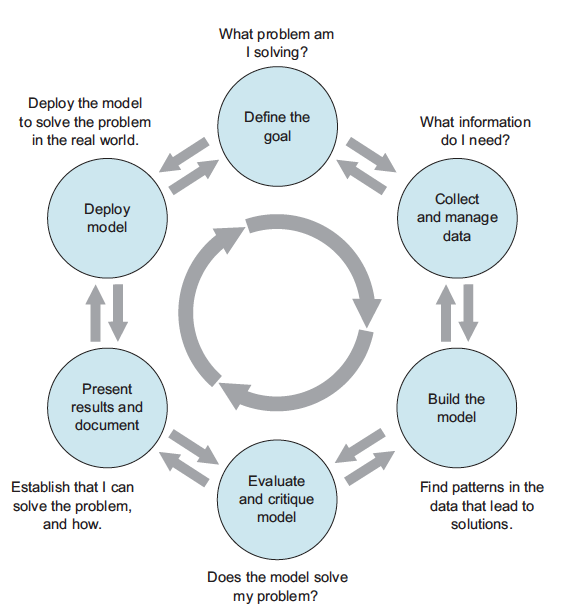 What problem am
I solving?
Define the
goal
What information
do I need?
Collect
and manage
data
Build the
model
Find patterns in the
data that lead to
solutions.
Evaluate
and critique
model
Does the model solve
my problem?
Present
results and
document
Establish that I can
solve the problem,
and how.
Deploy
model
Deploy the model
to solve the problem
in the real world.